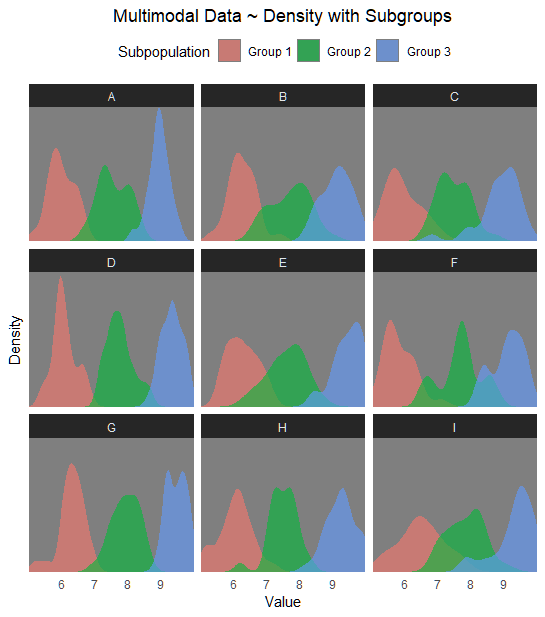 Multimodal Data ~ Density with Subgroups
Subpopulation Group 1 Group 2 Group 3
A B C
D E F
Density
G H I
6 7 8 9 6 7 8 9 6 7 8 9
Value